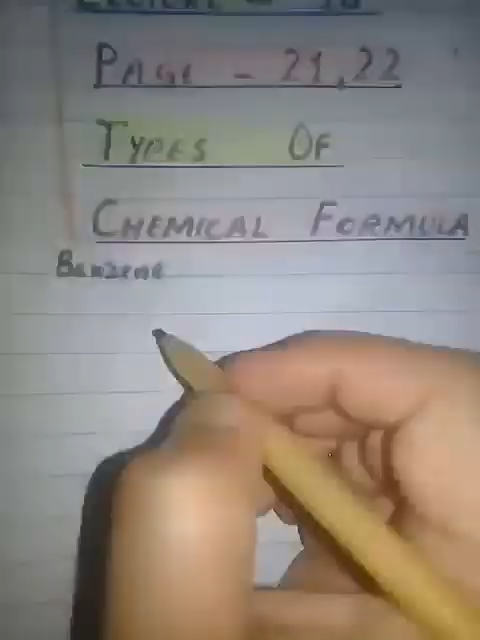 PAGE - 21,22
TYPES OF
CHEMICAL FORMULA
Benzene